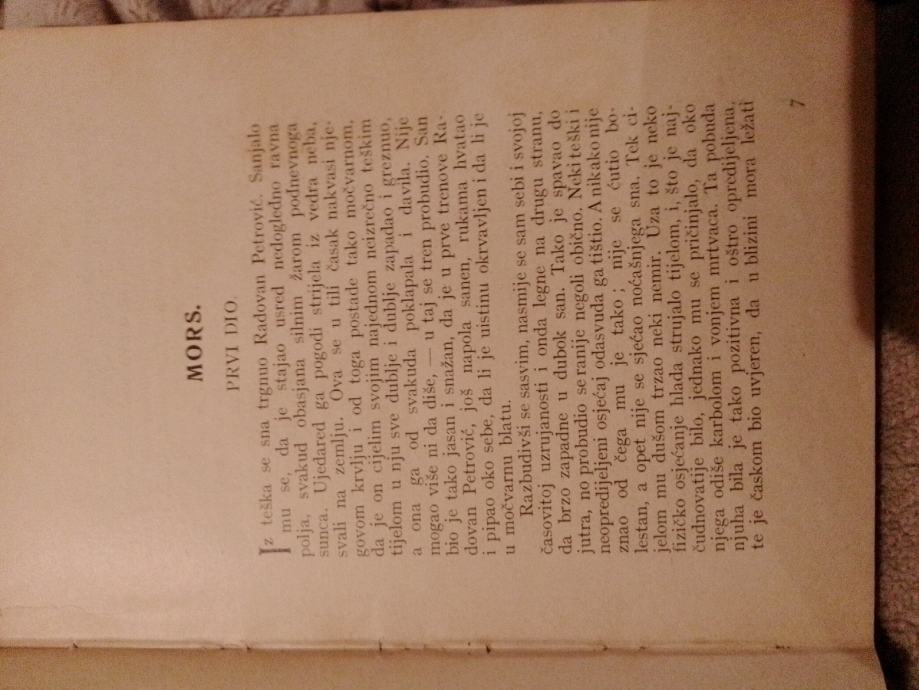 MORS.
PRVI DIO.
Iz teška se sna trgnuo Radovan Petrović. Sanjalo
mu se, da je stajao usred nedogledno ravna
polja, svakud obasjana silnim žarom podnevnoga
sunca. Ujedared ga pogodi strijela iz vedra neba,
svali na zemlju. Ova se u tili časak nakvasi nje-
govom krvlju i od toga postade tako močvarnom,
da je on cijelim svojim najednom neizrečno teškim
tijelom u nju sve dublje i dublje zapadao i greznuo,
a ona ga od svakuda poklapala i davila. Nije
mogao više ni da diše, — u taj se tren probudio. San
bio je tako jasan i snažan, da je u prve trenove Ra-
dovan Petrović, još napola sanen, rukama hvatao
i pipao oko sebe, da li je uistinu okrvavljen i da li je
u močvarnu blatu.
Razbudivši se sasvim, nasmije se sam sebi i svojoj
časovitoj uzrujanosti i onda legne na drugu stranu,
da brzo zapadne u dubok san. Tako je spavao do
jutra, no probudio se ranije negoli obično. Neki teški i
neopredijeljeni osjećaj odasvuda ga tištio. A nikako nije
znao od čega mu je tako; nije se ćutio bo-
lestan, a opet nije se sjećao noćašnjega sna. Tek ci-
jelom mu dušom trzao neki nemir. Uza to je neko
fizičko osjećanje hlada strujalo tijelom, i, što je naj-
čudnovatije bilo, jednako mu se pričinjalo, da oko
njega odiše karbolom i vonjem mrtvaca. Ta pobuda
njuha bila je tako pozitivna i oštro opredijeljena,
te je časkom bio uvjeren, da u blizini mora ležati
7